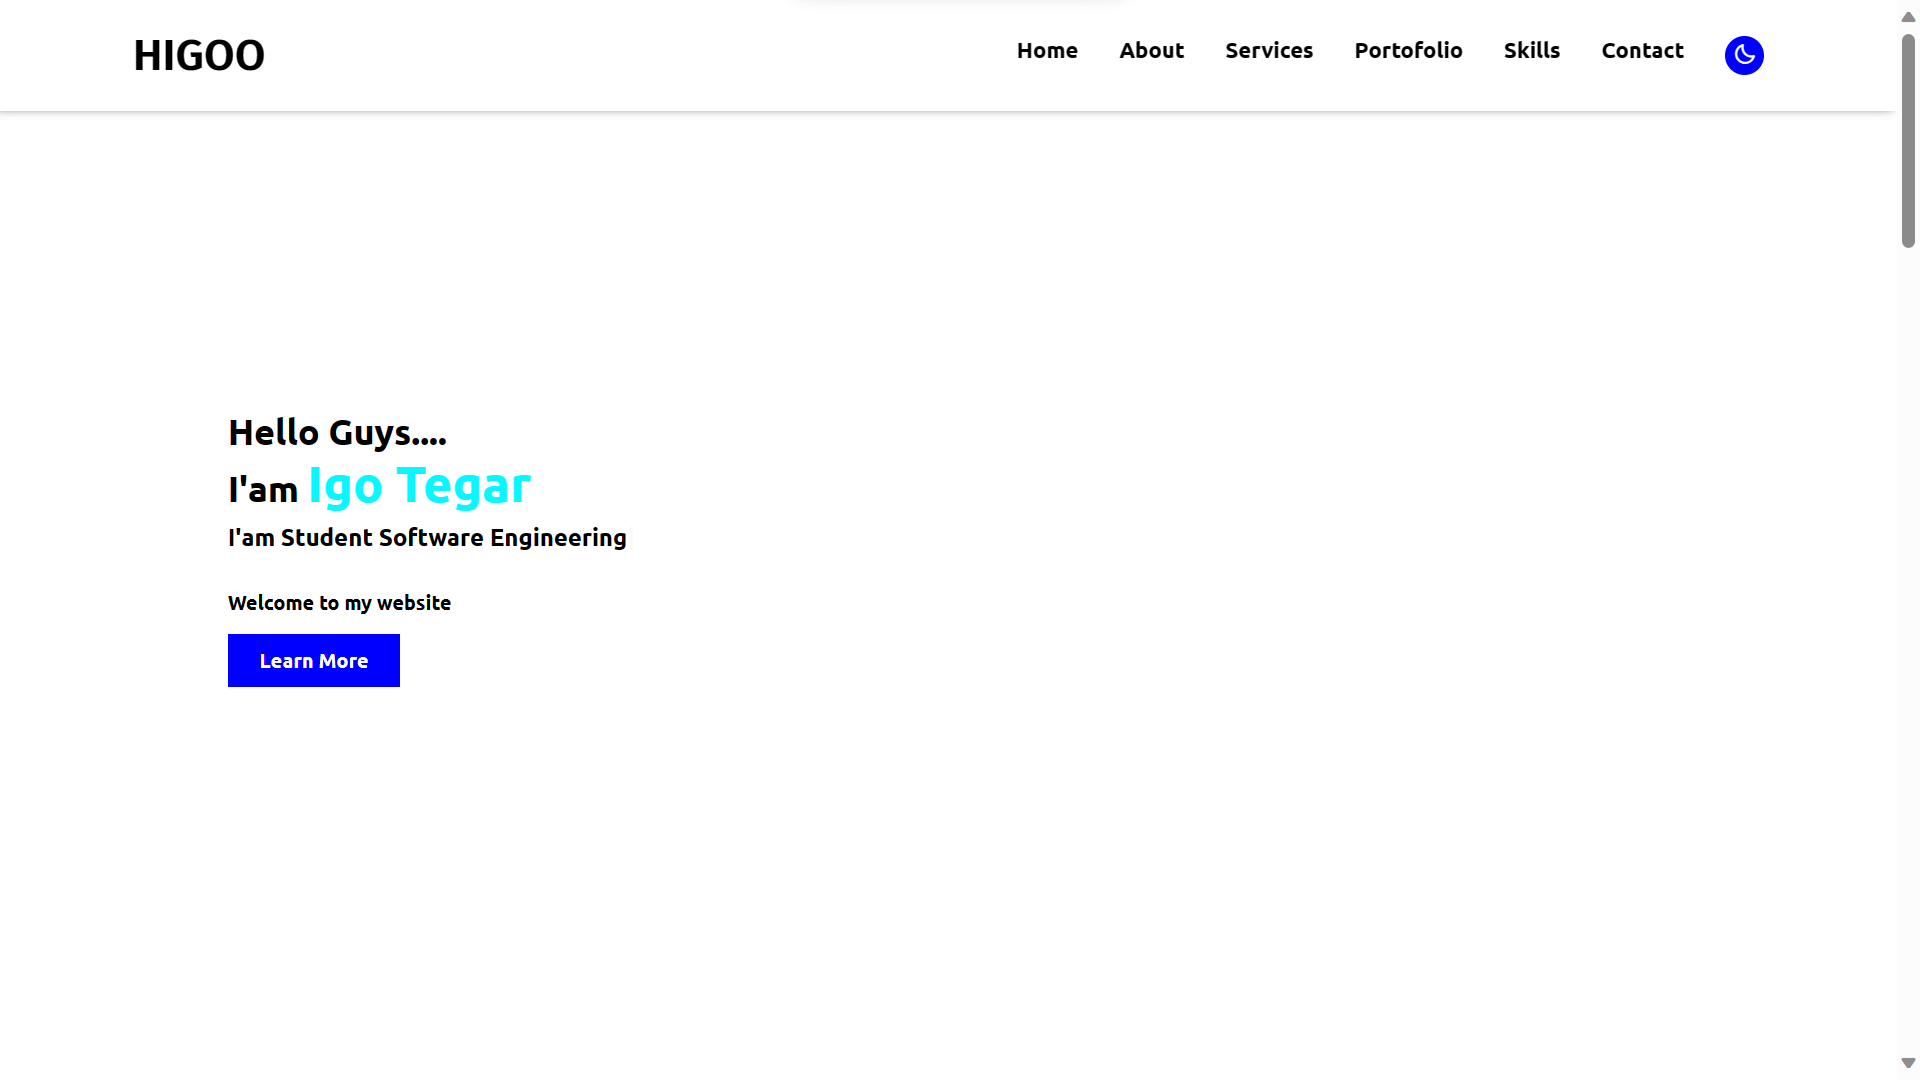 HIGOO
Home About Services Portofolio Skills Contact
Hello Guys....
I'am Igo Tegar
I'am Student Software Engineering
Welcome to my website
Learn More